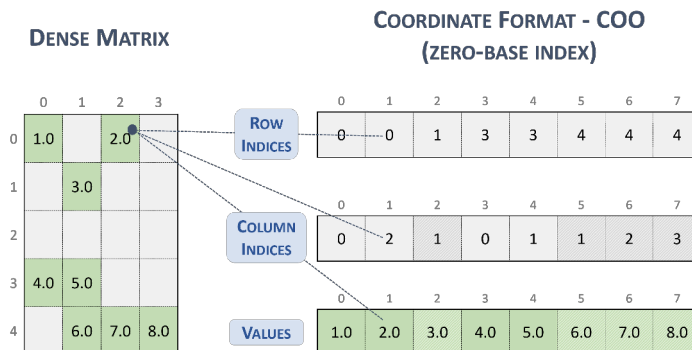 DENSE MATRIX
COORDINATE FORMAT - COO
(ZERO-BASE INDEX)
0 1 2 3
0 1.0 2.0
1 3.0
2
3 4.0 5.0
4 6.0 7.0 8.0
0 1 2 3 4 5 6 7
ROW
INDICES
0 0 1 3 3 4 4 4
0 1 2 3 4 5 6 7
COLUMN
INDICES
0 2 1 0 1 1 2 3
0 1 2 3 4 5 6 7
VALUES
1.0 2.0 3.0 4.0 5.0 6.0 7.0 8.0